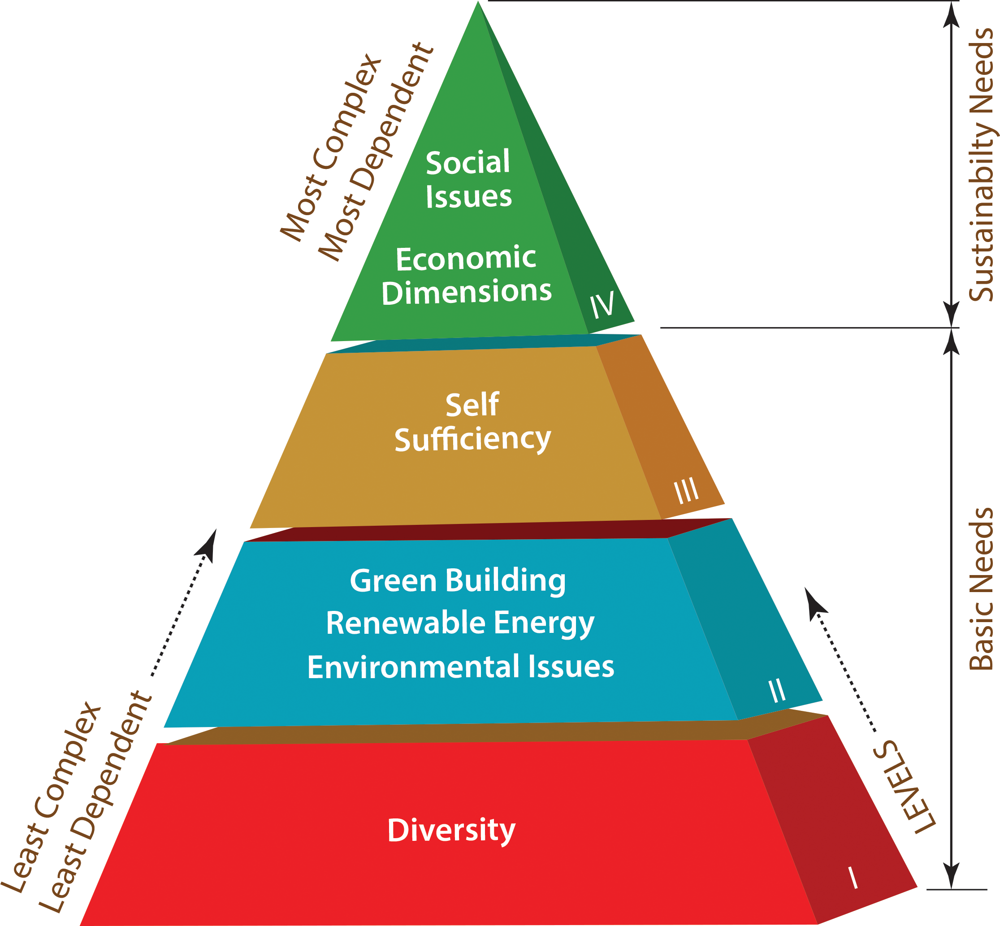 Most Complex
Most Dependent
Social
Issues
Economic
Dimensions
IV
Sustainability Needs
Self
Sufficiency
III
Green Building
Renewable Energy
Environmental Issues
II
Basic Needs
Least Complex
Least Dependent
LEVELS
Diversity
I